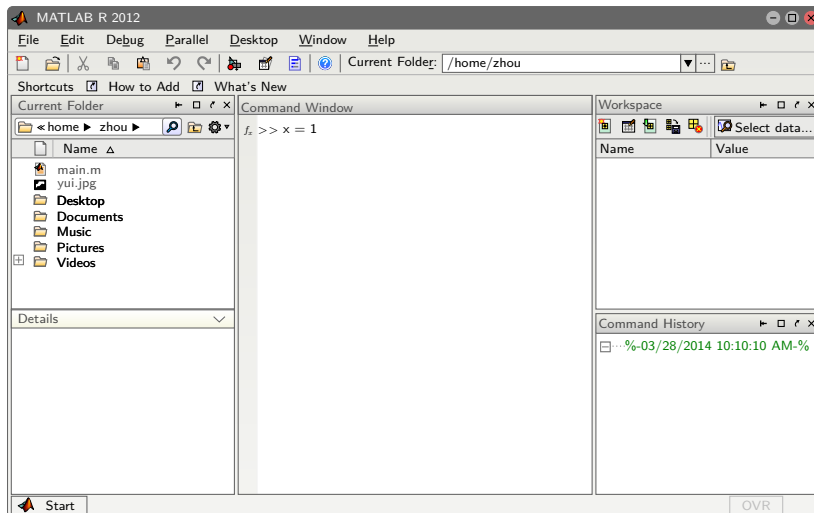 MATLAB R 2012
File Edit Debug Parallel Desktop Window Help
Current Folder: /home/zhou
Shortcuts How to Add What's New
Current Folder
« home ▶ zhou ▶
Name
main.m
yui.jpg
Desktop
Documents
Music
Pictures
Videos
Details
Command Window
fx >> x = 1
Workspace
Select data...
Name Value
Command History
%-03/28/2014 10:10:10 AM-%
Start
OVR